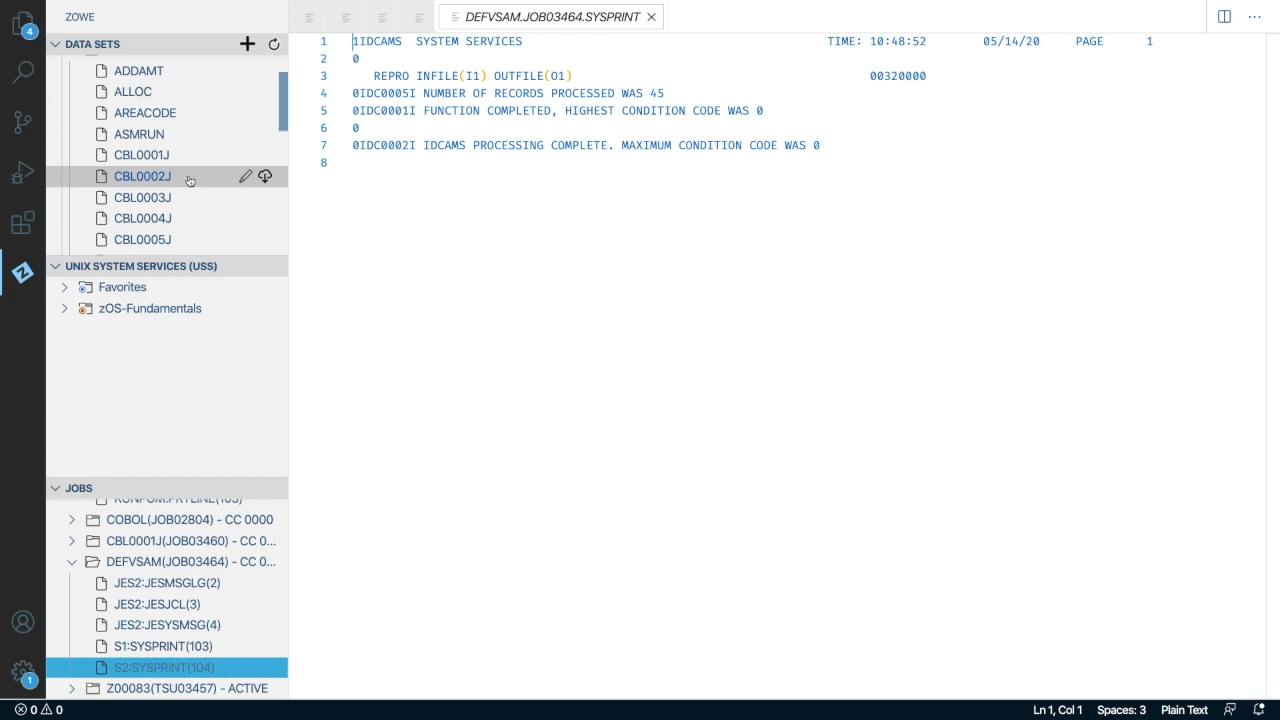 ZOWE
DEFVSAM.JOB03464.SYSPRINT
4
DATA SETS
ADDAMT
ALLOC
AREACODE
ASMRUN
CBL0001J
CBL0002J
CBL0003J
CBL0004J
CBL0005J
UNIX SYSTEM SERVICES (USS)
Favorites
zOS-Fundamentals
JOBS
RUNPGM:PRTLINE(103)
COBOL(JOB02804) - CC 0000
CBL0001J(JOB03460) - CC 0...
DEFVSAM(JOB03464) - CC 0...
JES2:JESMSGLG(2)
JES2:JESJCL(3)
JES2:JESYSMSG(4)
S1:SYSPRINT(103)
S2:SYSPRINT(104)
Z00083(TSU03457) - ACTIVE
1 1IDCAMS SYSTEM SERVICES TIME: 10:48:52 05/14/20 PAGE 1
2 0
3 REPRO INFILE(I1) OUTFILE(O1) 00320000
4 0IDC0005I NUMBER OF RECORDS PROCESSED WAS 45
5 0IDC0001I FUNCTION COMPLETED, HIGHEST CONDITION CODE WAS 0
6 0
7 0IDC0002I IDCAMS PROCESSING COMPLETE. MAXIMUM CONDITION CODE WAS 0
8
1
0 0
Ln 1, Col 1 Spaces: 3 Plain Text